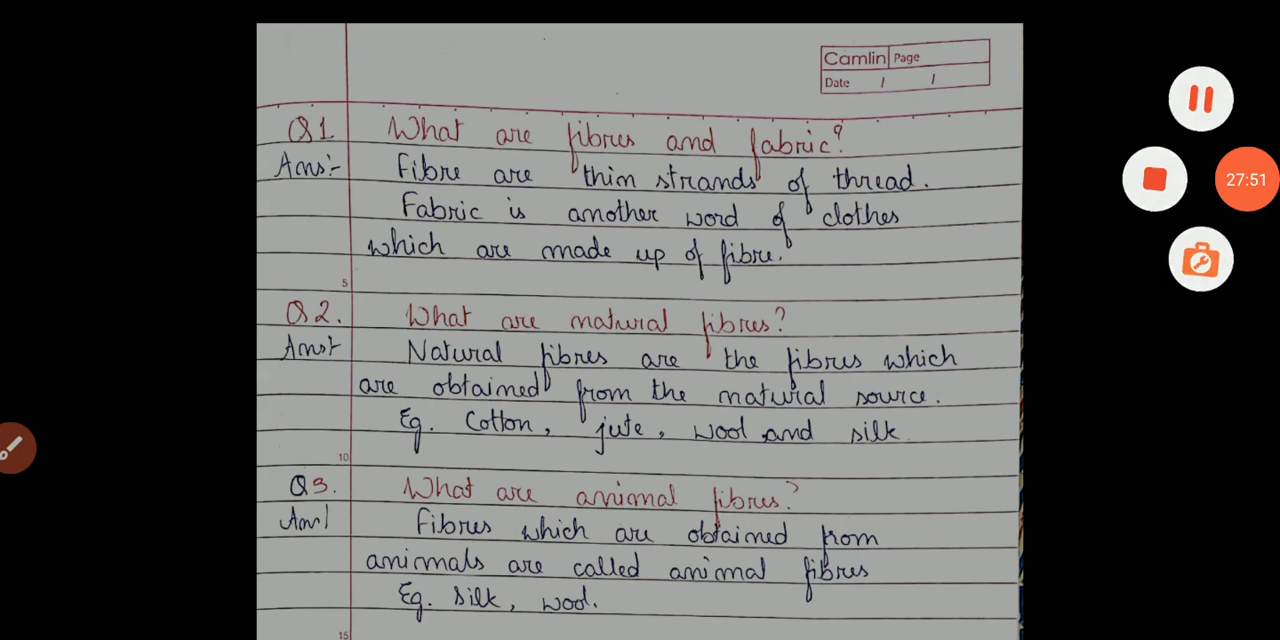 Camlin Page
Date / /
Q1 What are fibres and fabric?
Ans:- Fibre are thin strands of thread.
Fabric is another word of clothes
which are made up of fibre.
5
Q2. What are natural fibres?
Ans:- Natural fibres are the fibres which
are obtained from the natural source.
Eg. Cotton, jute, wool and silk
10
Q3. What are animal fibres?
Ans Fibres which are obtained from
animals are called animal fibres
Eg. silk, wool.
15
27:51